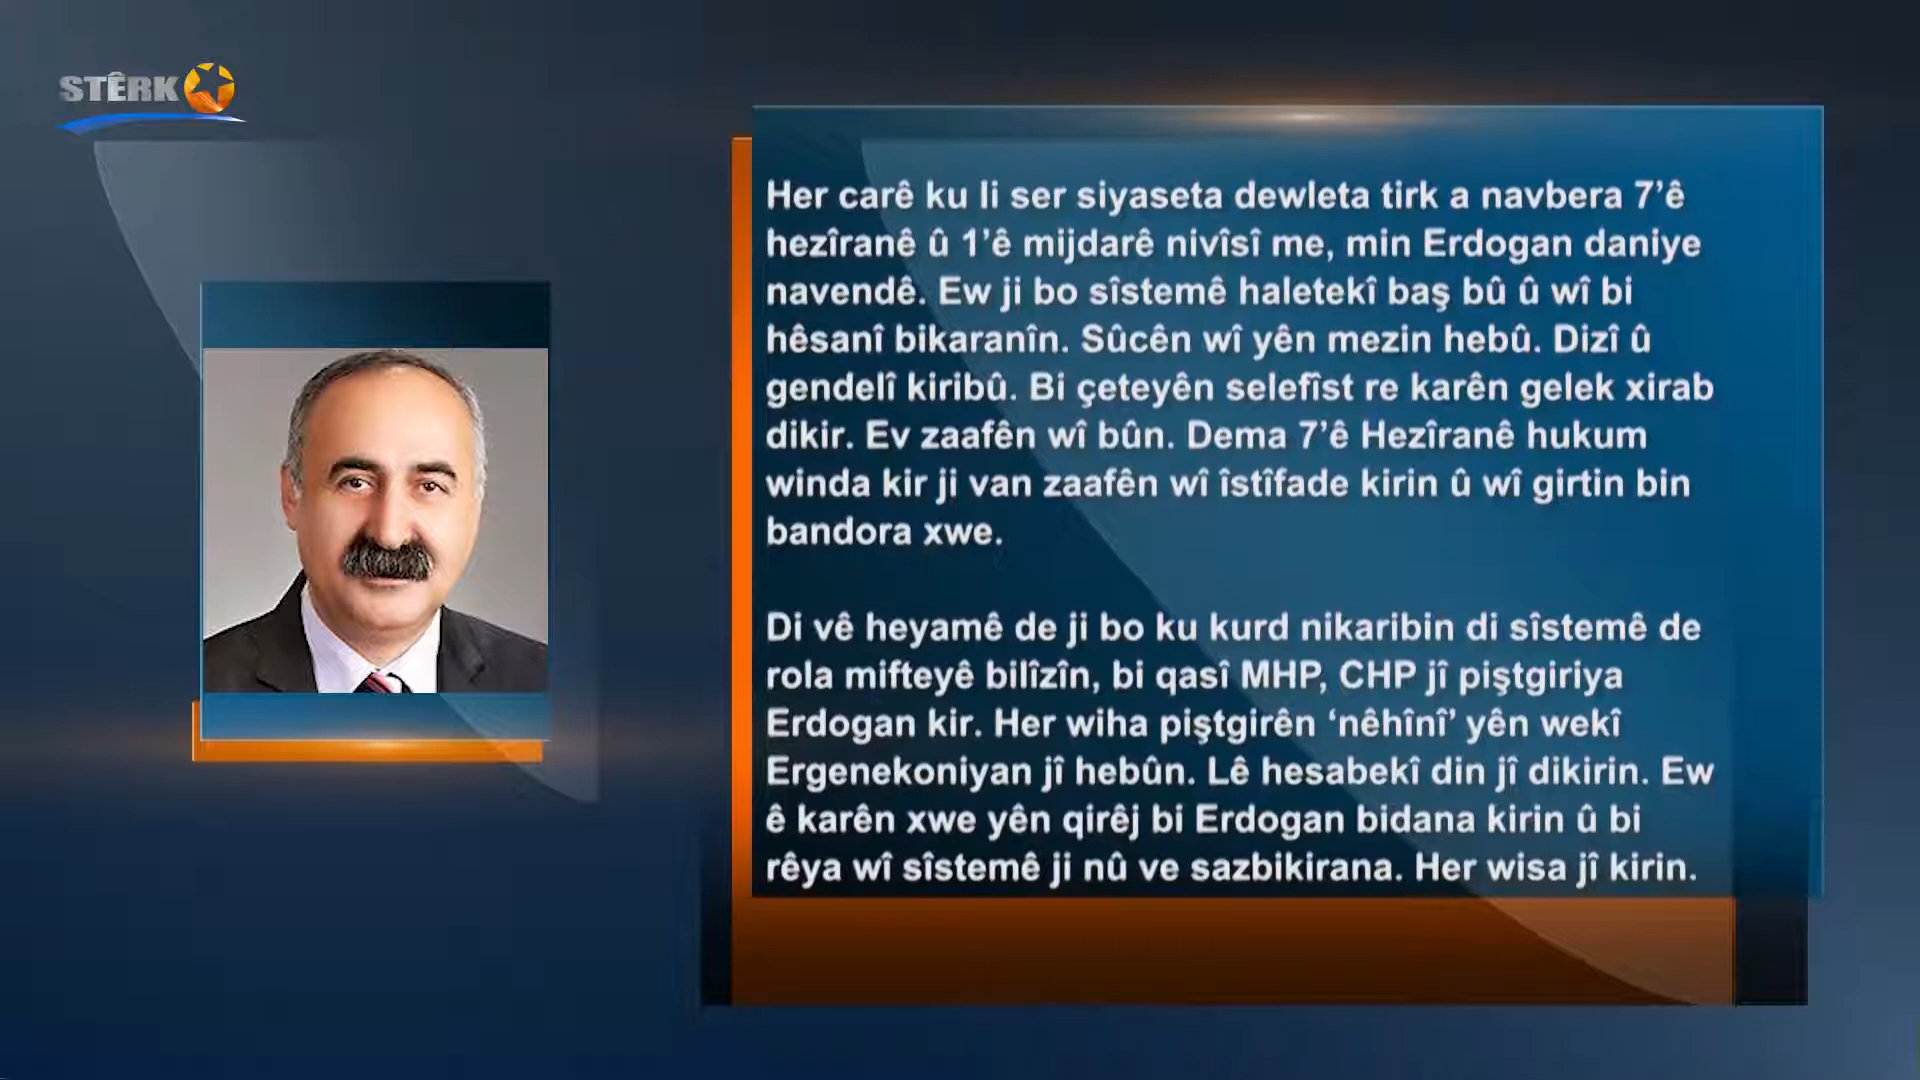 STÊRK
Her carê ku li ser siyaseta dewleta tirk a navbera 7’ê
hezîranê û 1’ê mijdarê nivîsî me, min Erdogan daniye
navendê. Ew ji bo sîstemê haletekî baş bû û wî bi
hêsanî bikaranîn. Sûcên wî yên mezin hebû. Dizî û
gendelî kiribû. Bi çeteyên selefîst re karên gelek xirab
dikir. Ev zaafên wî bûn. Dema 7’ê Hezîranê hukum
winda kir ji van zaafên wî îstîfade kirin û wî girtin bin
bandora xwe.
Di vê heyamê de ji bo ku kurd nikaribin di sîstemê de
rola mifteyê bilîzîn, bi qasî MHP, CHP jî piştgiriya
Erdogan kir. Her wiha piştgirên ‘nêhînî’ yên wekî
Ergenekoniyan jî hebûn. Lê hesabekî din jî dikirin. Ew
ê karên xwe yên qirêj bi Erdogan bidana kirin û bi
rêya wî sîstemê ji nû ve sazbikirana. Her wisa jî kirin.